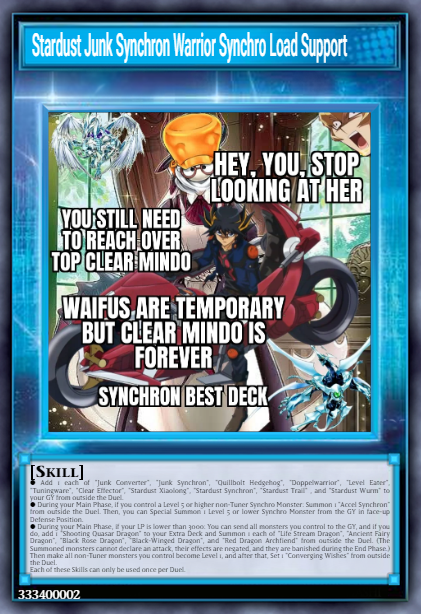 Stardust Junk Synchron Warrior Synchro Load Support
HEY, YOU, STOP
LOOKING AT HER
YOU STILL NEED
TO REACH OVER
TOP CLEAR MINDO
WAIFUS ARE TEMPORARY
BUT CLEAR MINDO IS
FOREVER
SYNCHRON BEST DECK
[SKILL]
● Add 1 each of "Junk Converter", "Junk Synchron", "Quillbolt Hedgehog", "Doppelwarrior", "Level Eater",
"Tuningware", "Clear Effector", "Stardust Xiaolong", "Stardust Synchron", "Stardust Trail" , and "Stardust Wurm" to
your GY from outside the Duel.
● During your Main Phase, if you control a Level 5 or higher non-Tuner Synchro Monster: Summon 1 "Accel Synchron"
from outside the Duel. Then, you can Special Summon 1 Level 5 or lower Synchro Monster from the GY in face-up
Defense Position.
● During your Main Phase, if your LP is lower than 3000: You can send all monsters you control to the GY, and if you
do, add 1 "Shooting Quasar Dragon" to your Extra Deck and Summon 1 each of "Life Stream Dragon", "Ancient Fairy
Dragon", "Black Rose Dragon", "Black-Winged Dragon", and "Red Dragon Archfiend" from outside the Duel. (The
Summoned monsters cannot declare an attack, their effects are negated, and they are banished during the End Phase.)
Then make all non-Tuner monsters you control become Level 1, and after that, Set 1 "Converging Wishes" from outside
the Duel.
Each of these Skills can only be used once per Duel.
333400002